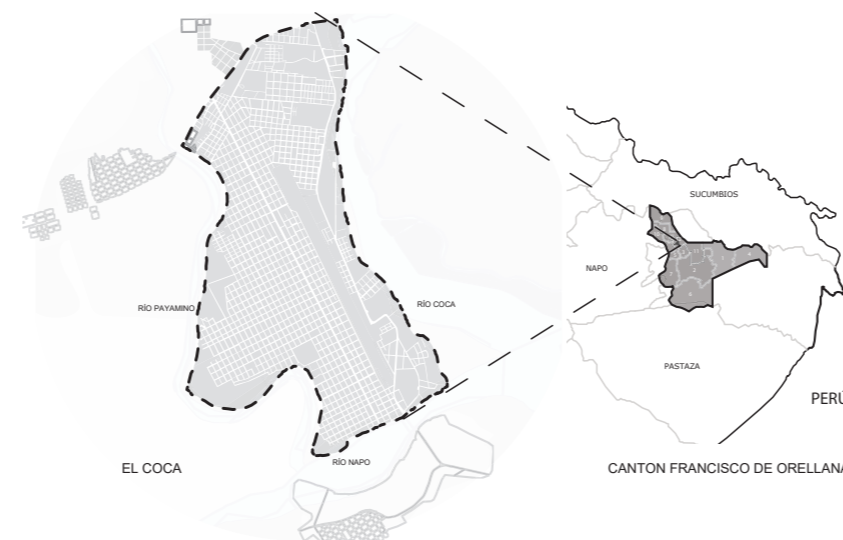 SUCUMBIOS
NAPO
RÍO COCA
RÍO PAYAMINO
PASTAZA
PERÚ
RÍO NAPO
EL COCA
CANTON FRANCISCO DE ORELLANA